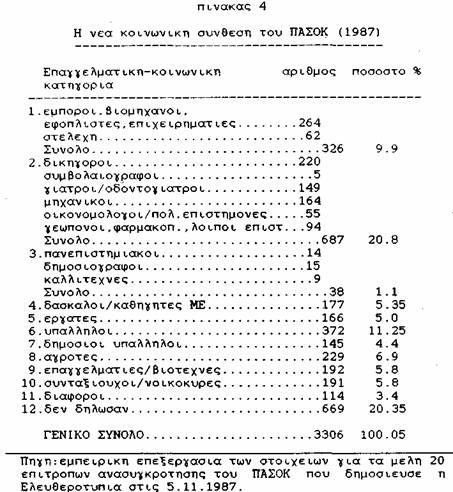 πινακας 4
Η νεα κοινωνικη συνθεση του ΠΑΣΟΚ (1987)
Επαγγελματικη-κοινωνικη αριθμος ποσοστο %
κατηγορια
1.εμποροι.βιομηχανοι,
εφοπλιστες,επιχειρηματιες........264
στελεχη..........................62
Συνολο.............................326 9.9
2.δικηγοροι........................220
συμβολαιογραφοι...................5
γιατροι/οδοντογιατροι...........149
μηχανικοι.......................164
οικονομολογοι/πολ.επιστημονες.....55
γεωπονοι,φαρμακοπ.,λοιποι επιστ...94
Συνολο.............................687 20.8
3.πανεπιστημιακοι...................14
δημοσιογραφοι.....................15
καλλιτεχνες........................9
Συνολο..............................38 1.1
4.δασκαλοι/καθηγητες ΜΕ............177 5.35
5.εργατες..........................166 5.0
6.υπαλληλοι........................372 11.25
7.δημοσιοι υπαλληλοι...............145 4.4
8.αγροτες..........................229 6.9
9.επαγγελματιες/βιοτεχνες..........192 5.8
10.συνταξιουχοι/νοικοκυρες..........191 5.8
11.διαφοροι.........................114 3.4
12.δεν δηλωσαν......................669 20.35
ΓΕΝΙΚΟ ΣΥΝΟΛΟ.....................3306 100.05
Πηγη:εμπειρικη επεξεργασια των στοιχειων για τα μελη 20
επιτροπων ανασυγκροτησης του ΠΑΣΟΚ που δημοσιευσε η
Ελευθεροτυπια στις 5.11.1987.